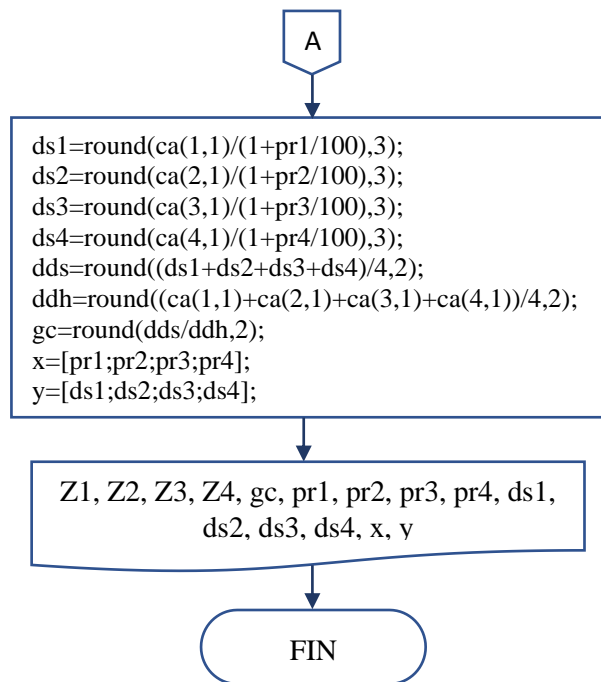 A
ds1=round(ca(1,1)/(1+pr1/100),3);
ds2=round(ca(2,1)/(1+pr2/100),3);
ds3=round(ca(3,1)/(1+pr3/100),3);
ds4=round(ca(4,1)/(1+pr4/100),3);
dds=round((ds1+ds2+ds3+ds4)/4,2);
ddh=round((ca(1,1)+ca(2,1)+ca(3,1)+ca(4,1))/4,2);
gc=round(dds/ddh,2);
x=[pr1;pr2;pr3;pr4];
y=[ds1;ds2;ds3;ds4];
Z1, Z2, Z3, Z4, gc, pr1, pr2, pr3, pr4, ds1,
ds2, ds3, ds4, x, y
FIN